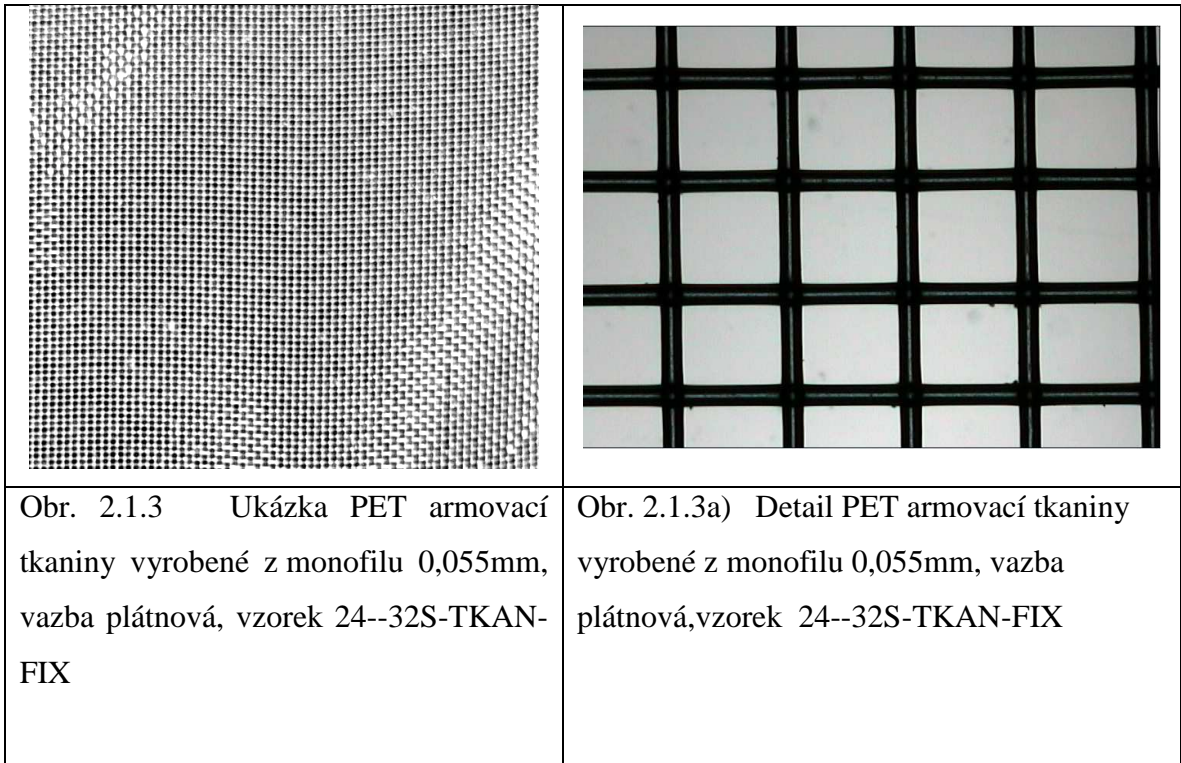 Obr. 2.1.3 Ukázka PET armovací
tkaniny vyrobené z monofilu 0,055mm,
vazba plátnová, vzorek 24--32S-TKAN-
FIX
Obr. 2.1.3a) Detail PET armovací tkaniny
vyrobené z monofilu 0,055mm, vazba
plátnová,vzorek 24--32S-TKAN-FIX